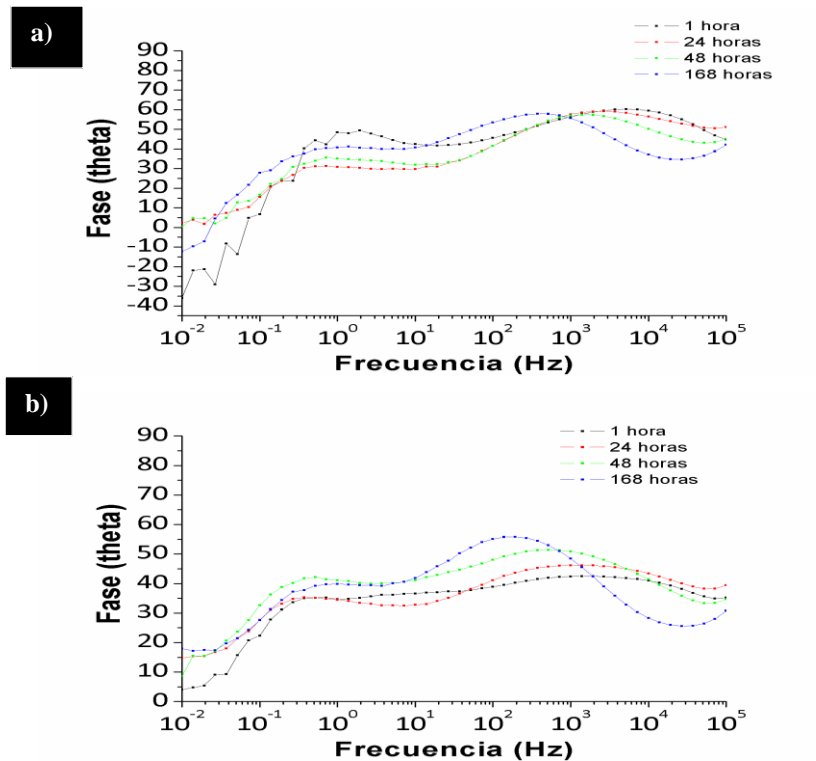 a)
1 hora
24 horas
48 horas
168 horas
90
80
70
60
50
40
30
20
10
0
-10
-20
-30
-40
Fase (theta)
10-2 10-1 100 101 102 103 104 105
Frecuencia (Hz)
b)
1 hora
24 horas
48 horas
168 horas
90
80
70
60
50
40
30
20
10
0
Fase (theta)
10-2 10-1 100 101 102 103 104 105
Frecuencia (Hz)